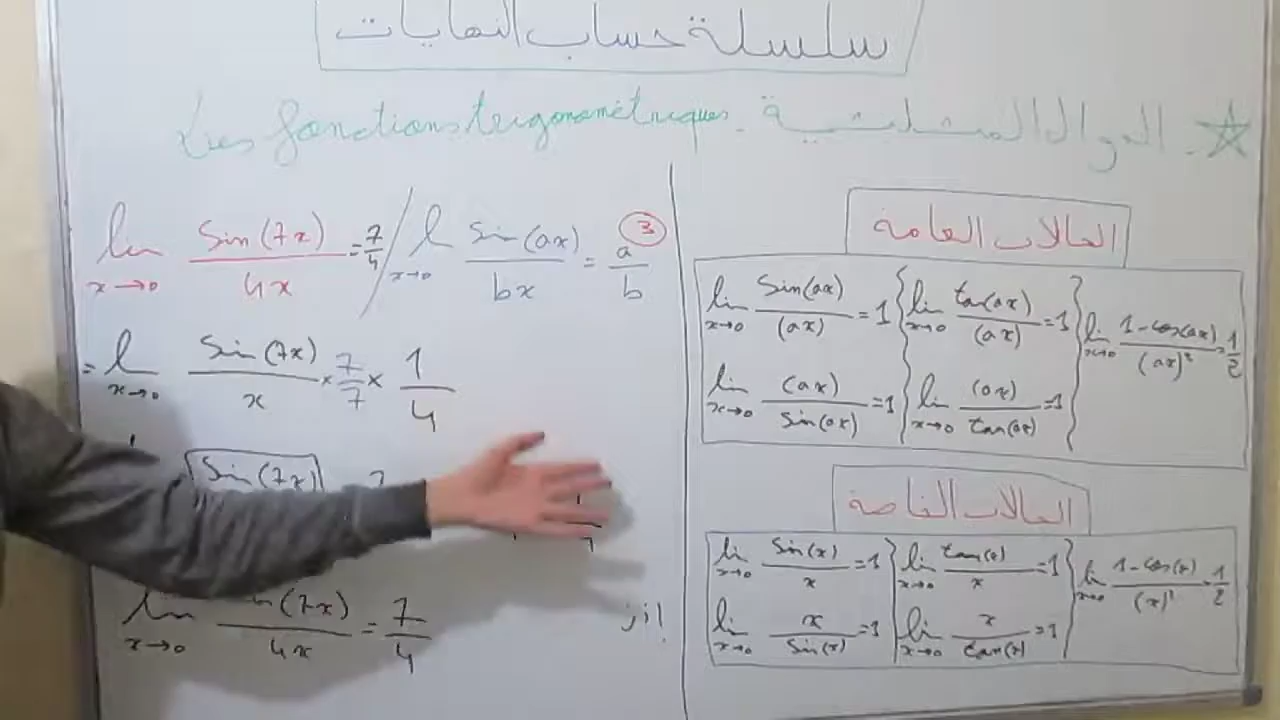 سلسلة حساب النهايات
Les fonctions trigonométriques. الدوال المثلثية.
lim x→0 sin(7x)/4x = 7/4 / l x→0 sin(ax)/bx = a/b 3
= l x→0 sin(7x)/x × 7/7 × 1/4
sin(7x)
lim x→0 (7x)/4x = 7/4 إذن
الحالات العامة
lim x→0 sin(ax)/(ax) = 1 { lim x→0 tan(ax)/(ax) = 1 } lim x→0 1-cos(ax)/(ax)² = 1/2
lim x→0 (ax)/sin(ax) = 1 { lim x→0 (ax)/tan(ax) = 1
الحالات الخاصة
lim x→0 sin(x)/x = 1 } lim x→0 tan(x)/x = 1 } lim x→0 1-cos(x)/(x)² = 1/2
lim x→0 x/sin(x) = 1 lim x→0 x/tan(x) = 1